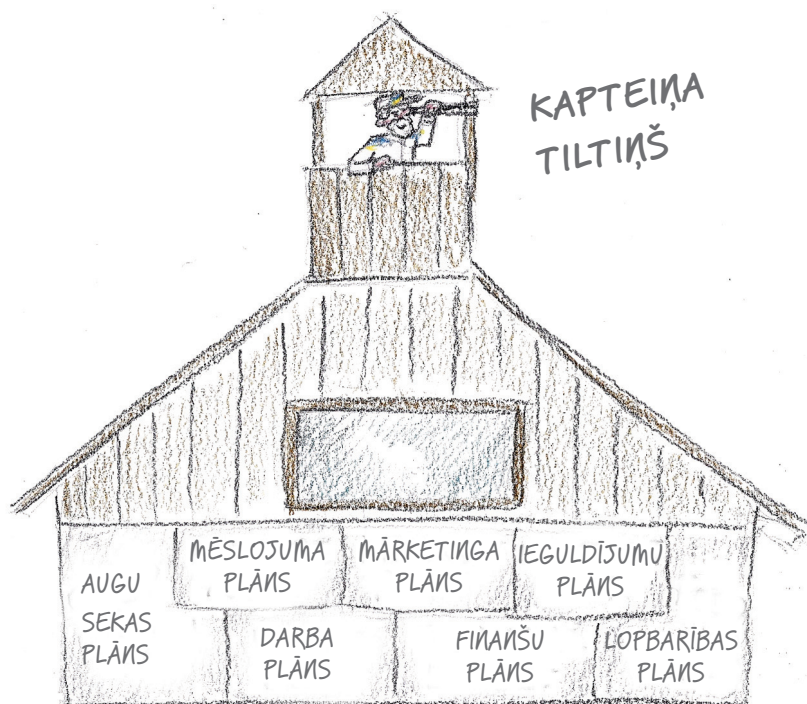 KAPTEIŅA
TILTIŅŠ
MĒSLOJUMA
PLĀNS
MĀRKETINGA
PLĀNS
IEGULDĪJUMU
PLĀNS
AUGU
SEKAS
PLĀNS
DARBA
PLĀNS
FINANŠU
PLĀNS
LOPBARĪBAS
PLĀNS